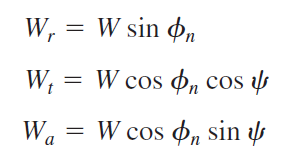 W_r = W sin ϕ_n
W_t = W cos ϕ_n cos ψ
W_a = W cos ϕ_n sin ψ